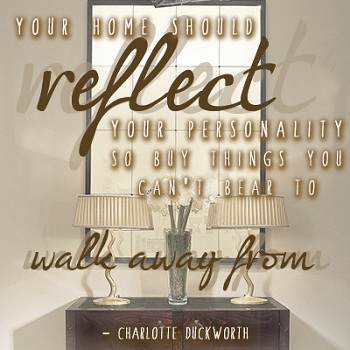 YOUR HOME SHOULD
reflect
YOUR PERSONALITY
SO BUY THINGS YOU
CAN'T BEAR TO
walk away from
- CHARLOTTE DUCKWORTH